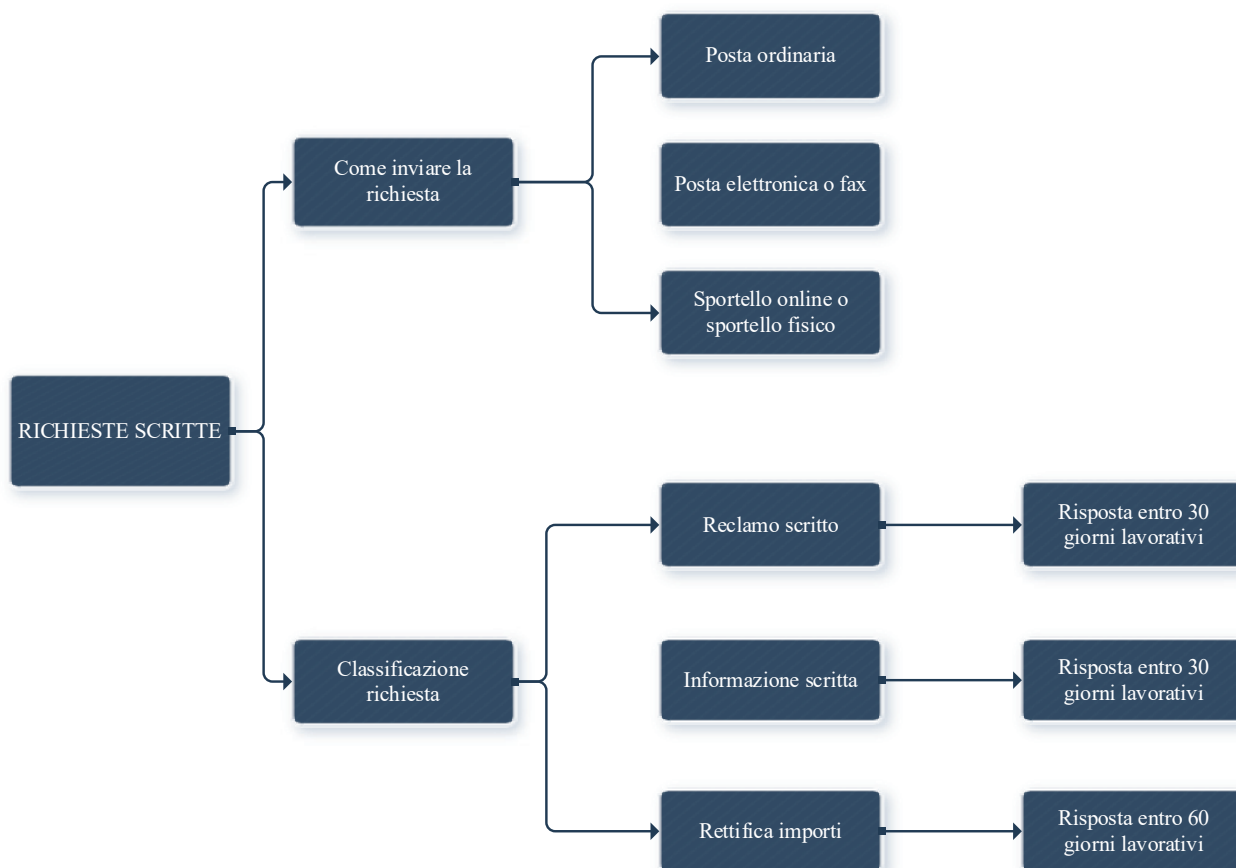 Posta ordinaria
Come inviare la
richiesta
Posta elettronica o fax
Sportello online o
sportello fisico
RICHIESTE SCRITTE
Reclamo scritto
Risposta entro 30
giorni lavorativi
Classificazione
richiesta
Informazione scritta
Risposta entro 30
giorni lavorativi
Rettifica importi
Risposta entro 60
giorni lavorativi